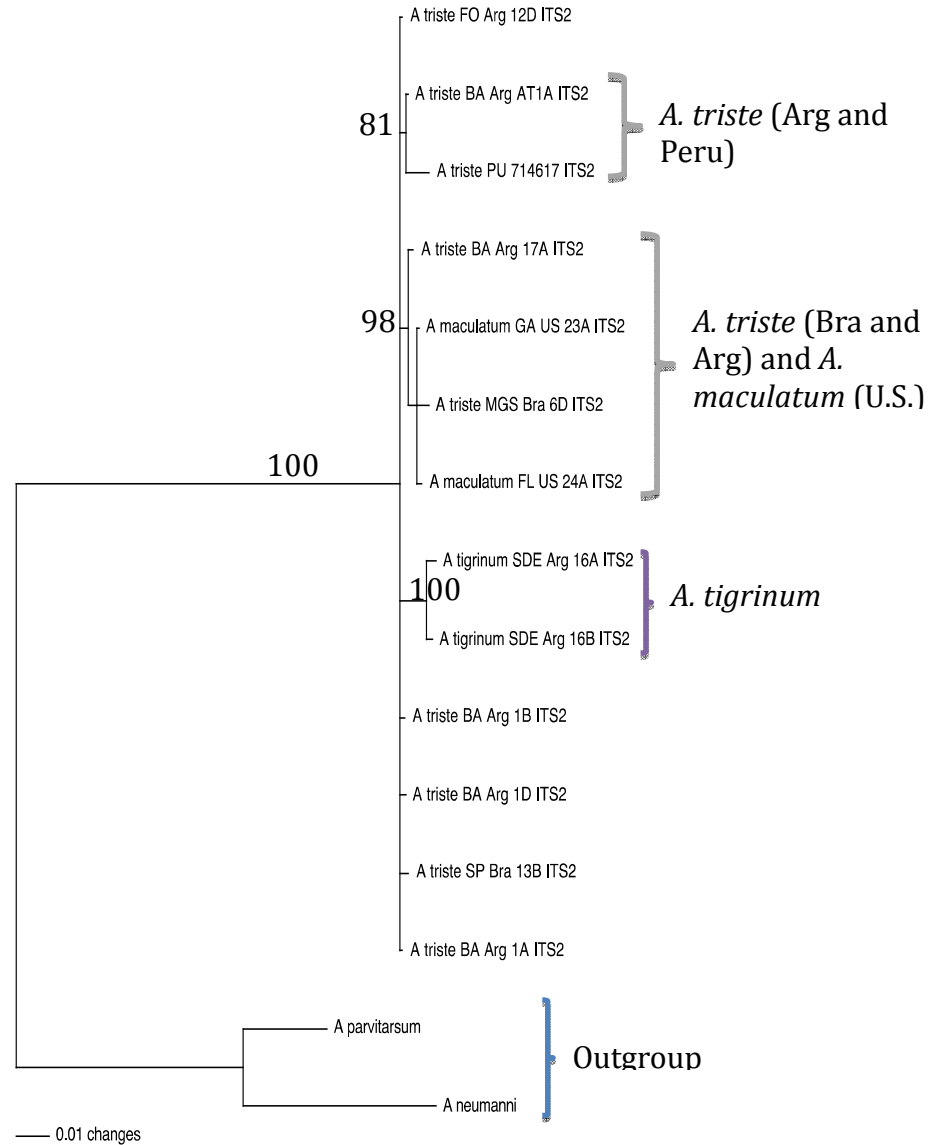 A triste FO Arg 12D ITS2
A triste BA Arg AT1A ITS2
81
A. triste (Arg and
Peru)
A triste PU 714617 ITS2
A triste BA Arg 17A ITS2
98
A maculatum GA US 23A ITS2
A. triste (Bra and
Arg) and A.
maculatum (U.S.)
A triste MGS Bra 6D ITS2
100
A maculatum FL US 24A ITS2
A tigrinum SDE Arg 16A ITS2
100
A. tigrinum
A tigrinum SDE Arg 16B ITS2
A triste BA Arg 1B ITS2
A triste BA Arg 1D ITS2
A triste SP Bra 13B ITS2
A triste BA Arg 1A ITS2
A parvitarsum
Outgroup
A neumanni
0.01 changes